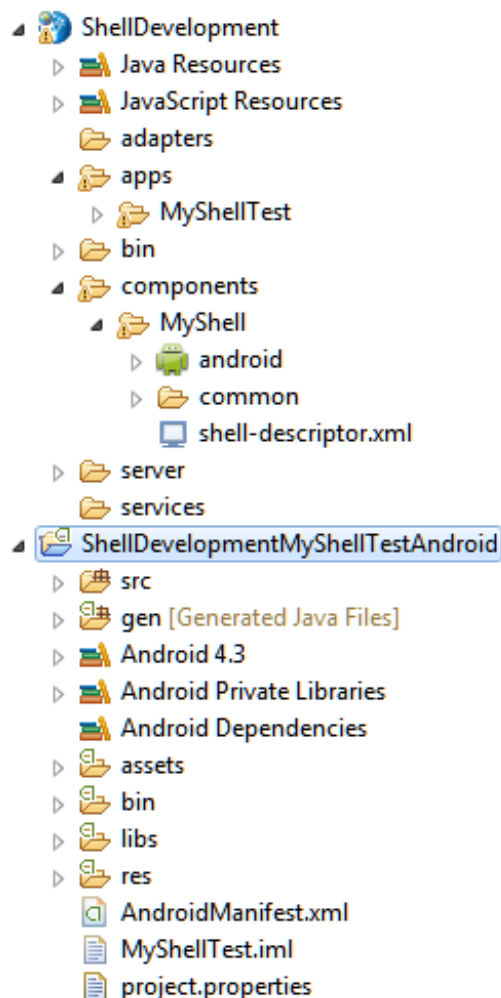 ShellDevelopment
Java Resources
JavaScript Resources
adapters
apps
MyShellTest
bin
components
MyShell
android
common
shell-descriptor.xml
server
services
ShellDevelopmentMyShellTestAndroid
src
gen [Generated Java Files]
Android 4.3
Android Private Libraries
Android Dependencies
assets
bin
libs
res
AndroidManifest.xml
MyShellTest.iml
project.properties